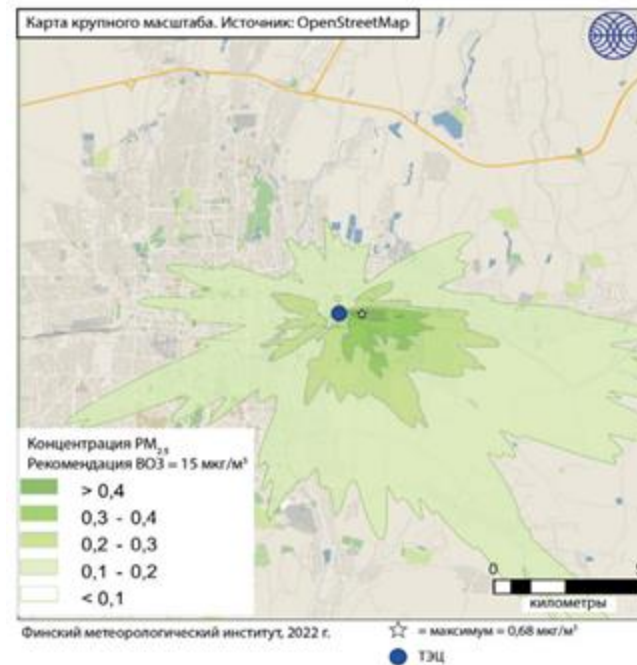 Карта крупного масштаба. Источник: OpenStreetMap
Концентрация PM₂,₅
Рекомендация ВОЗ = 15 мкг/м³
> 0,4
0,3 - 0,4
0,2 - 0,3
0,1 - 0,2
< 0,1
0
километры
Финский метеорологический институт, 2022 г.
= максимум = 0,68 мкг/м³
ТЭЦ